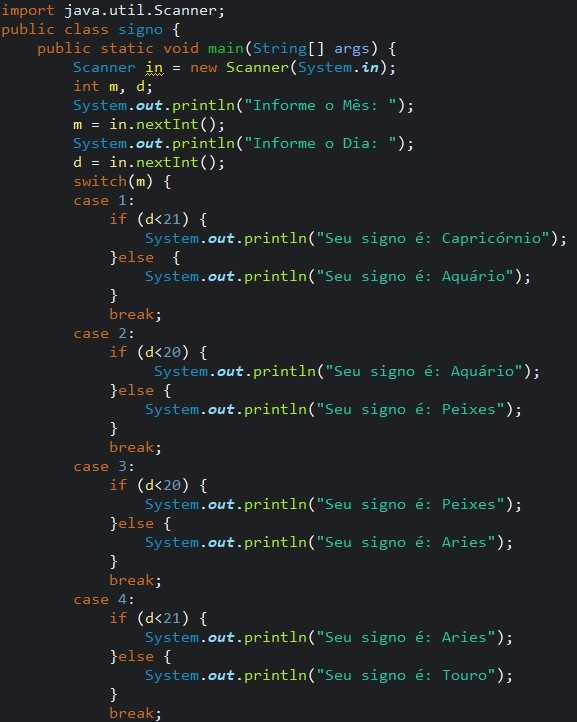 import java.util.Scanner;
public class signo {
    public static void main(String[] args) {
        Scanner in = new Scanner(System.in);
        int m, d;
        System.out.println("Informe o Mês: ");
        m = in.nextInt();
        System.out.println("Informe o Dia: ");
        d = in.nextInt();
        switch(m) {
        case 1:
            if (d<21) {
                System.out.println("Seu signo é: Capricórnio");
            }else  {
                System.out.println("Seu signo é: Aquário");
            }
            break;
        case 2:
            if (d<20) {
                 System.out.println("Seu signo é: Aquário");
            }else {
                System.out.println("Seu signo é: Peixes");
            }
            break;
        case 3:
            if (d<20) {
                System.out.println("Seu signo é: Peixes");
            }else {
                System.out.println("Seu signo é: Aries");
            }
            break;
        case 4:
            if (d<21) {
                System.out.println("Seu signo é: Aries");
            }else {
                System.out.println("Seu signo é: Touro");
            }
            break;